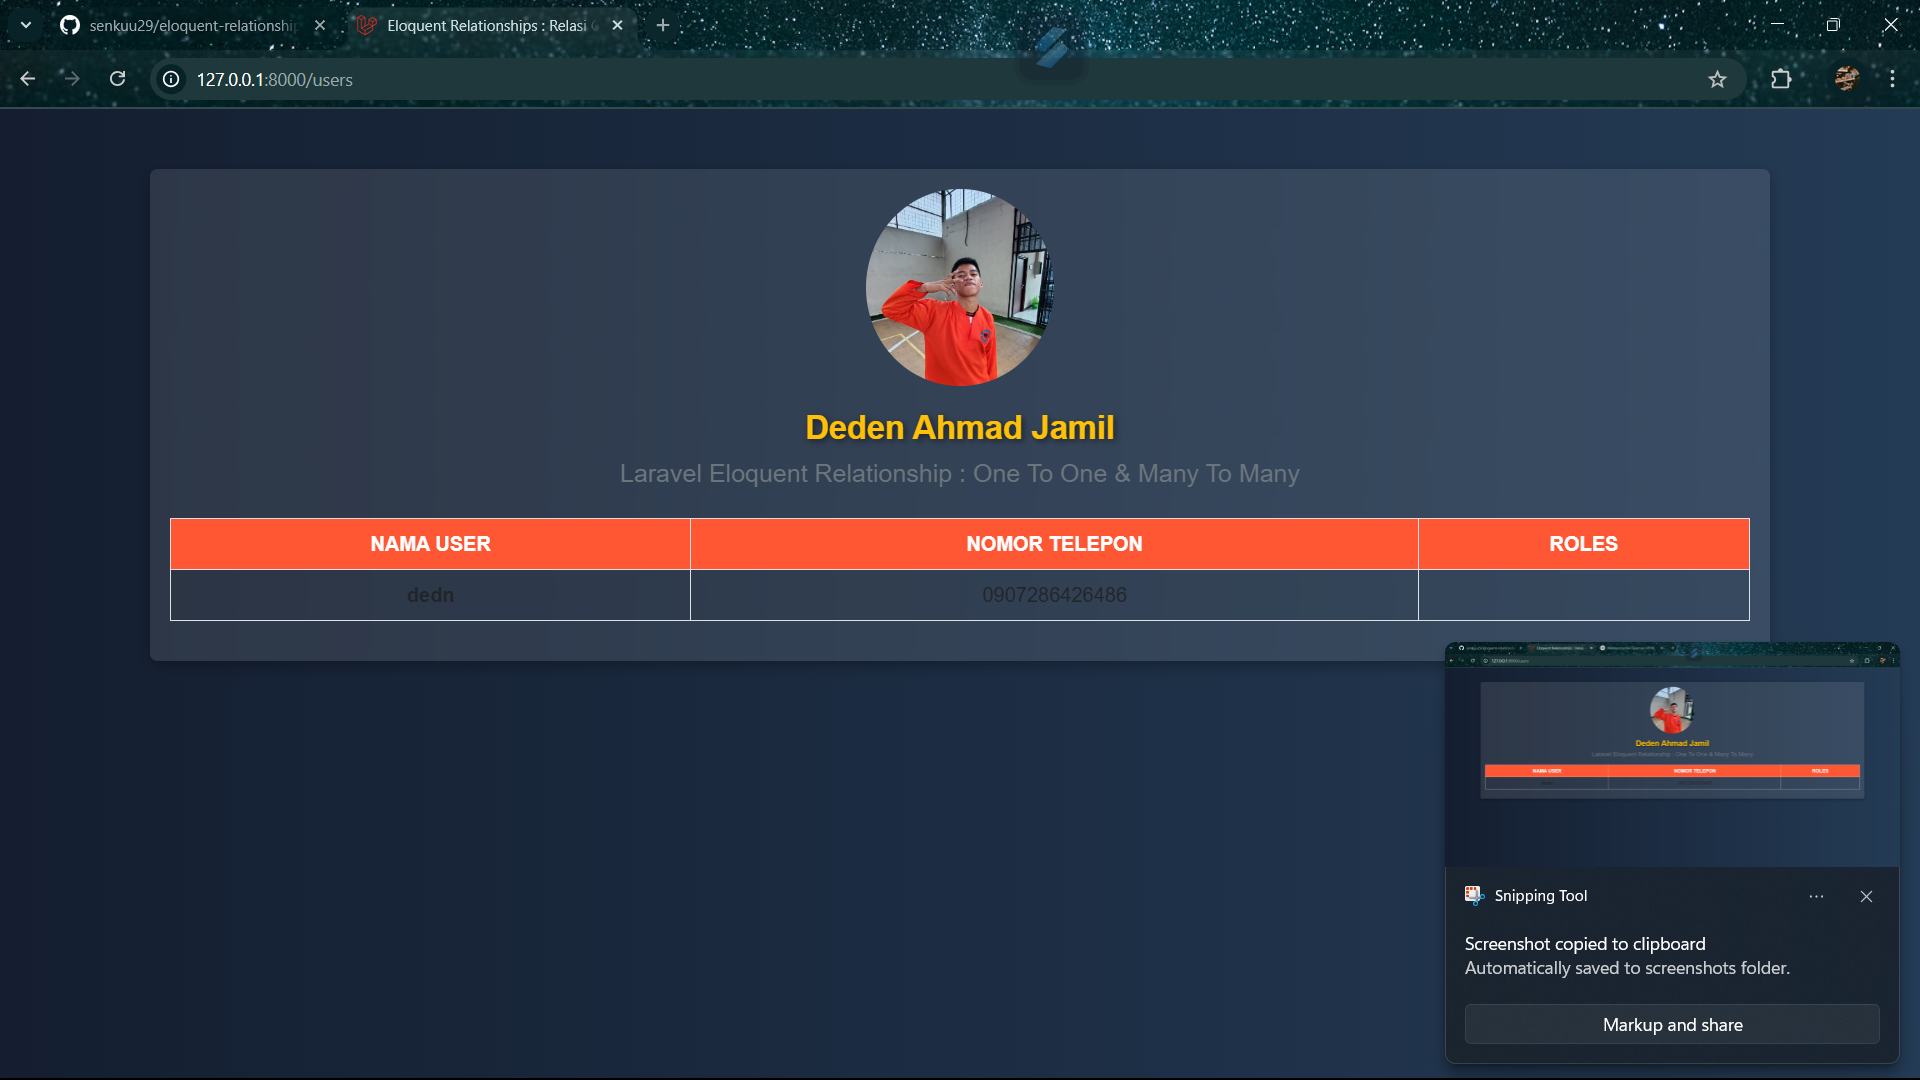 senkuu29/eloquent-relationship
Eloquent Relationships : Relasi
127.0.0.1:8000/users
Deden Ahmad Jamil
Laravel Eloquent Relationship : One To One & Many To Many
NAMA USER NOMOR TELEPON ROLES
dedn 0907286426486
Deden Ahmad Jamil
Laravel Eloquent Relationship : One To One & Many To Many
NAMA USER NOMOR TELEPON ROLES
Snipping Tool
Screenshot copied to clipboard
Automatically saved to screenshots folder.
Markup and share